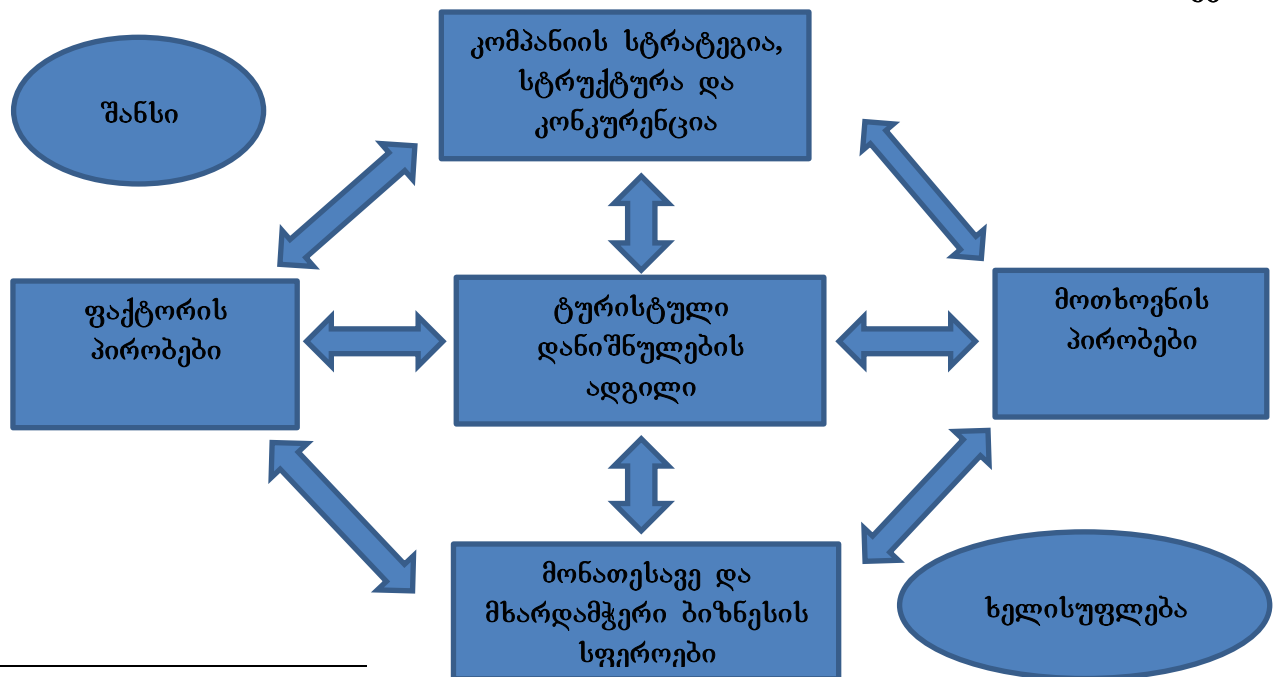 კომპანიის სტრატეგია,
სტრუქტურა და
კონკურენცია
შანსი
ფაქტორის
პირობები
ტურისტული
დანიშნულების
ადგილი
მოთხოვნის
პირობები
მონათესავე და
მხარდამჭერი ბიზნესის
სფეროები
ხელისუფლება